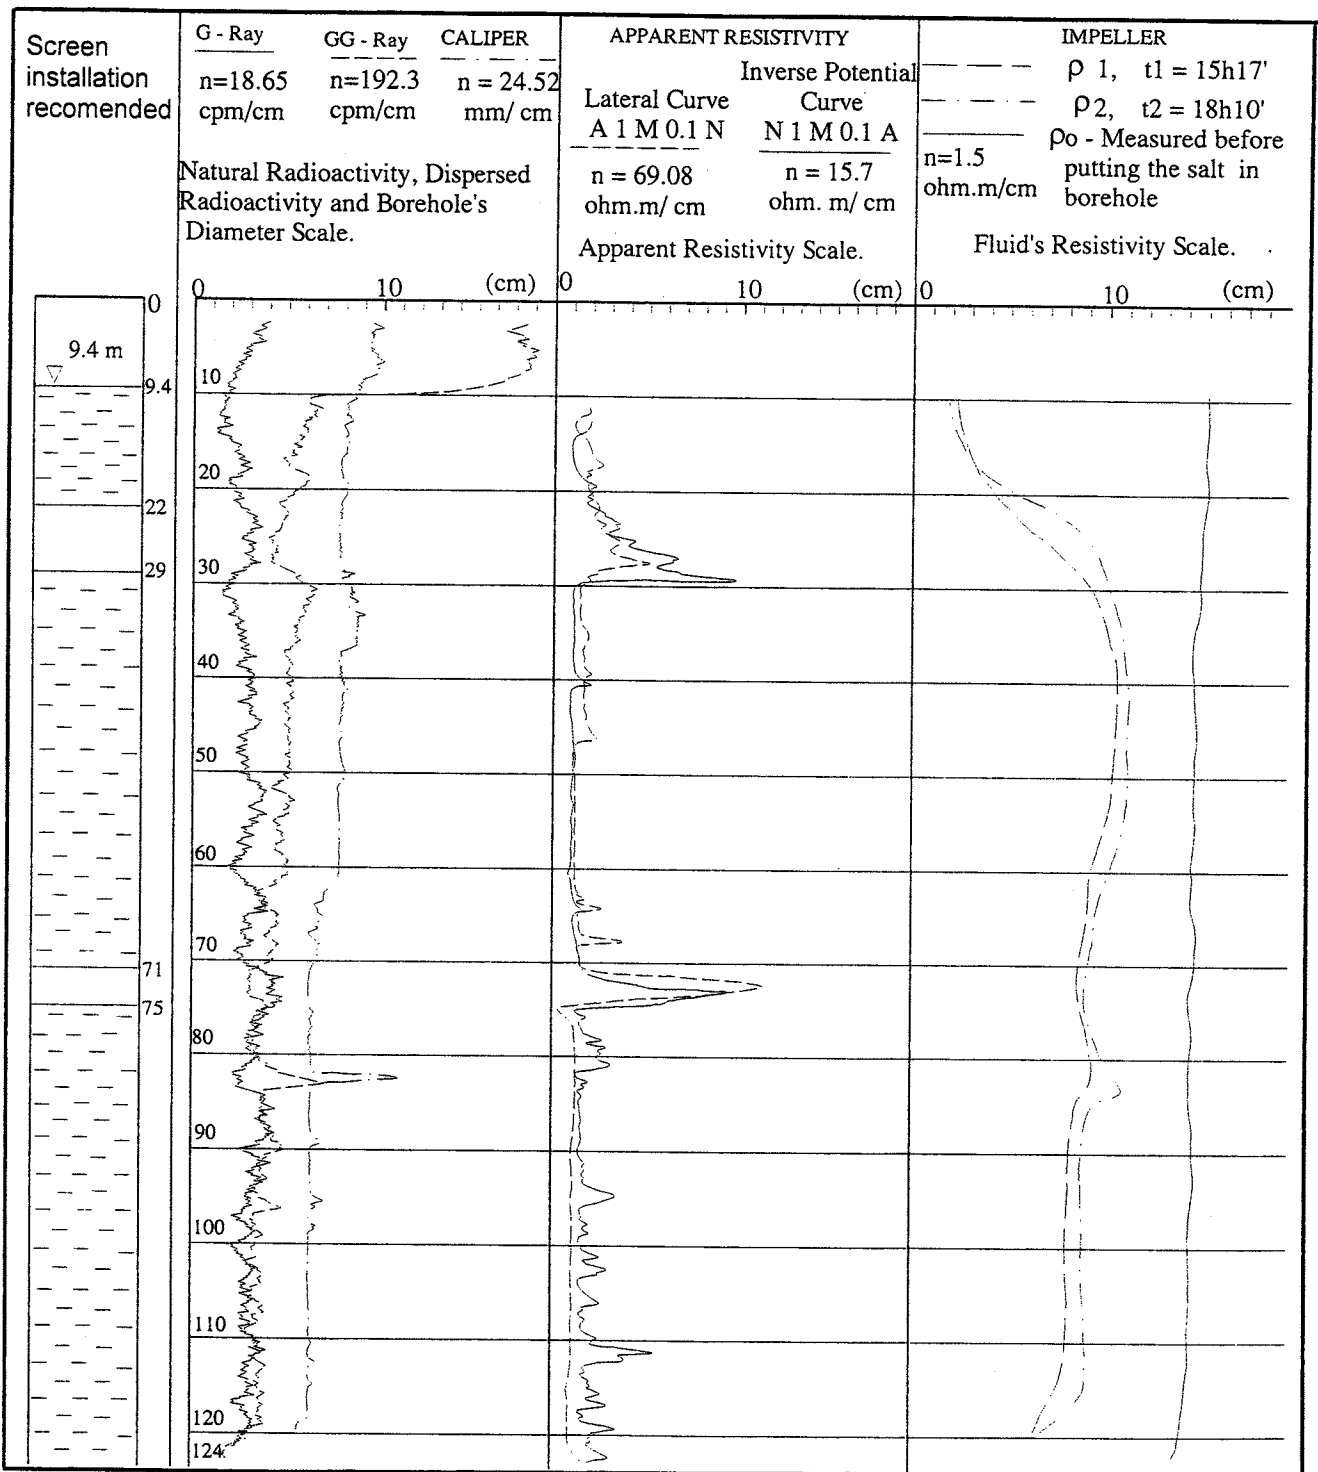 Screen
installation
recomended
G - Ray
GG - Ray
CALIPER
n=18.65
n=192.3
n = 24.52
cpm/cm
cpm/cm
mm/ cm
Natural Radioactivity, Dispersed
Radioactivity and Borehole's
Diameter Scale.
APPARENT RESISTIVITY
Inverse Potential
Lateral Curve
Curve
A 1 M 0.1 N
N 1 M 0.1 A
n = 69.08
n = 15.7
ohm.m/ cm
ohm. m/ cm
Apparent Resistivity Scale.
IMPELLER
ρ 1, t1 = 15h17'
ρ2, t2 = 18h10'
ρo - Measured before
n=1.5
putting the salt in
ohm.m/cm
borehole
Fluid's Resistivity Scale.
0 10 (cm)
0 10 (cm)
0 10 (cm)
0
9.4 m
9.4
22
29
71
75
10
20
30
40
50
60
70
80
90
100
110
120
124